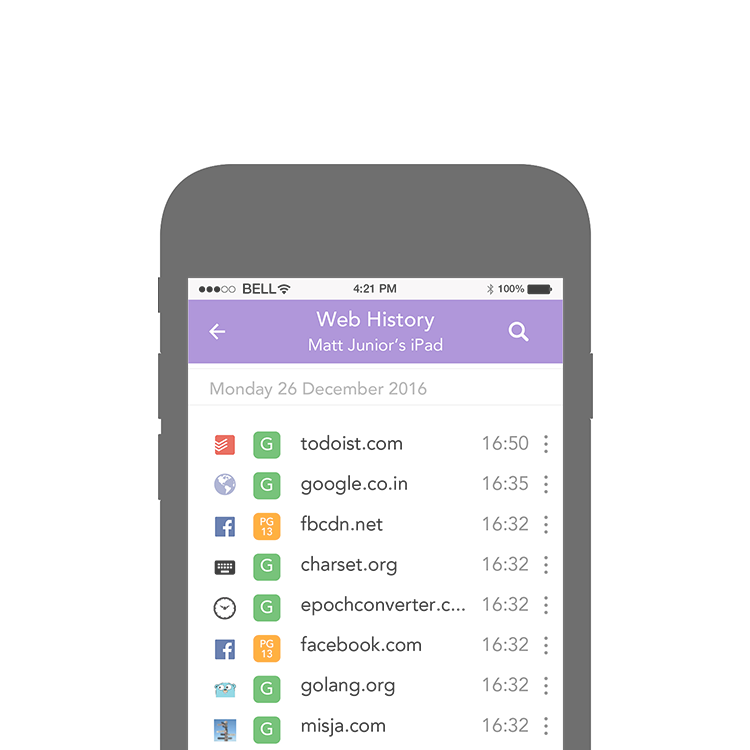 BELL 4:21 PM 100%
Web History
Matt Junior's iPad
Monday 26 December 2016
G todoist.com 16:50
G google.co.in 16:35
f PG 13 fbcdn.net 16:32
G charset.org 16:32
G epochconverter.c... 16:32
f PG 13 facebook.com 16:32
G golang.org 16:32
G misja.com 16:32